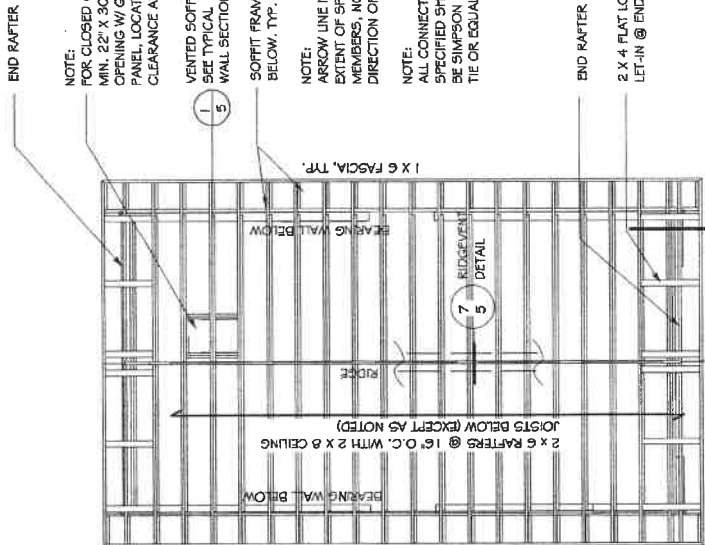 END RAFTER
NOTE:
FOR CLOSED
MIN. 22" X 30
OPENING W/
PANEL, LOCAT
CLEARANCE A
VENTED SOFF
SEE TYPICAL
WALL SECTION
1
5
SOFFIT FRAM
BELOW. TYP.
NOTE:
ARROW LINE
EXTENT OF SP
MEMBERS, NO
DIRECTION OF
NOTE:
ALL CONNECT
SPECIFIED SH
BE SIMPSON
TIE OR EQUAL
END RAFTER
2 X 4 FLAT LO
LET-IN @ END
1 X 6 FASCIA, TYP.
BEARING WALL BELOW
7
5
RIDGEVENT
DETAIL
RIDGE
2 x 6 RAFTERS @ 16" O.C. WITH 2 X 8 CEILING
JOISTS BELOW (EXCEPT AS NOTED)
BEARING WALL BELOW